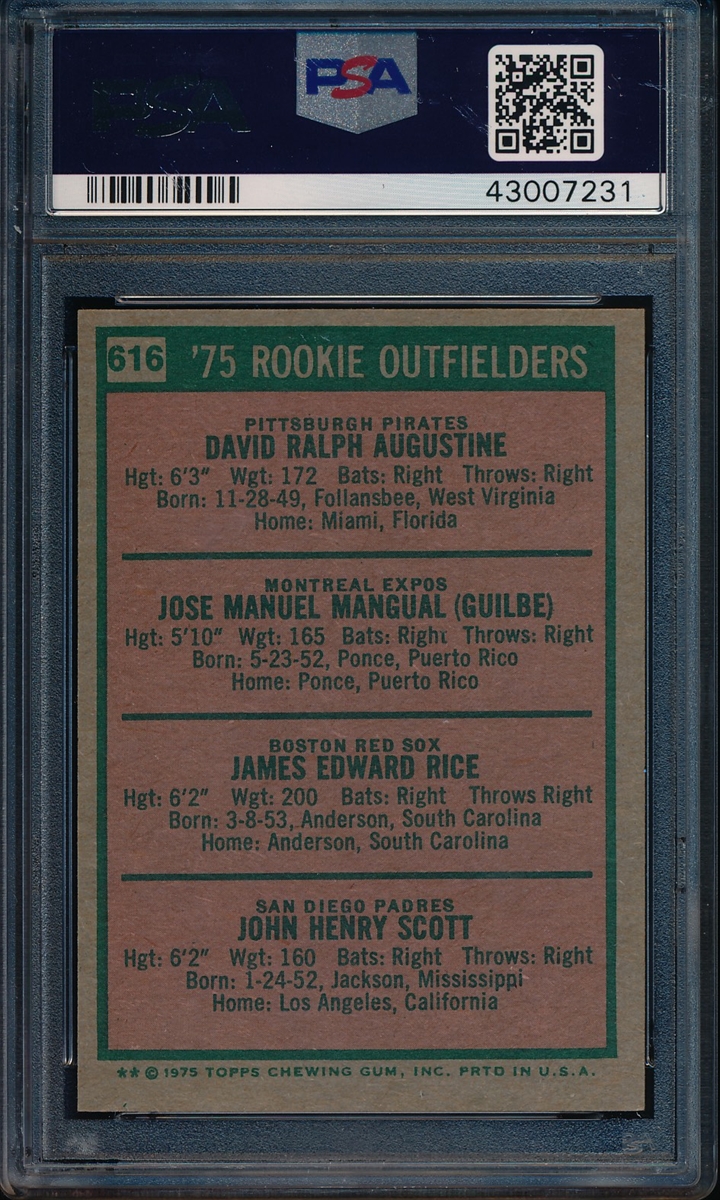 PSA
PSA
43007231
616 '75 ROOKIE OUTFIELDERS
PITTSBURGH PIRATES
DAVID RALPH AUGUSTINE
Hgt: 6'3" Wgt: 172 Bats: Right Throws: Right
Born: 11-28-49, Follansbee, West Virginia
Home: Miami, Florida
MONTREAL EXPOS
JOSE MANUEL MANGUAL (GUILBE)
Hgt: 5'10" Wgt: 165 Bats: Right Throws: Right
Born: 5-23-52, Ponce, Puerto Rico
Home: Ponce, Puerto Rico
BOSTON RED SOX
JAMES EDWARD RICE
Hgt: 6'2" Wgt: 200 Bats: Right Throws Right
Born: 3-8-53, Anderson, South Carolina
Home: Anderson, South Carolina
SAN DIEGO PADRES
JOHN HENRY SCOTT
Hgt: 6'2" Wgt: 160 Bats: Right Throws: Right
Born: 1-24-52, Jackson, Mississippi
Home: Los Angeles, California
** © 1975 TOPPS CHEWING GUM, INC. PRTD IN U.S.A.